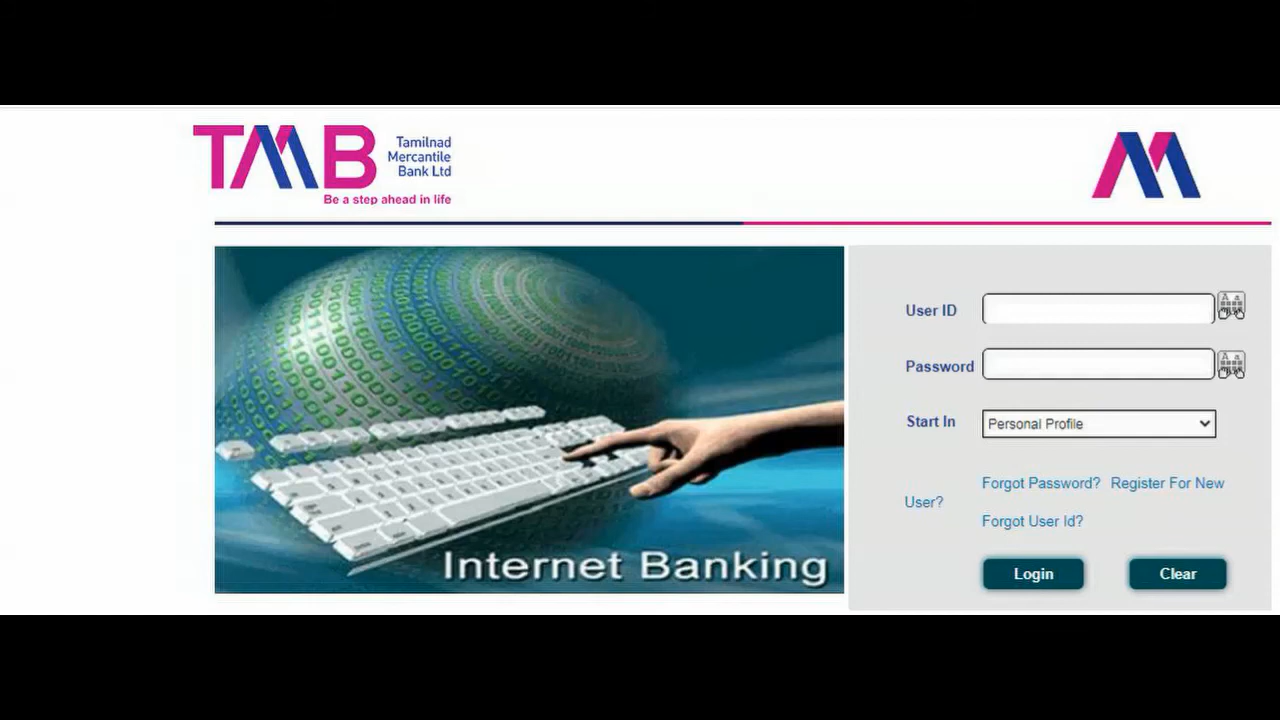 TMB
Tamilnad
Mercantile
Bank Ltd
Be a step ahead in life
Internet Banking
User ID
Password
Start In
Personal Profile
Forgot Password? Register For New
User?
Forgot User Id?
Login
Clear